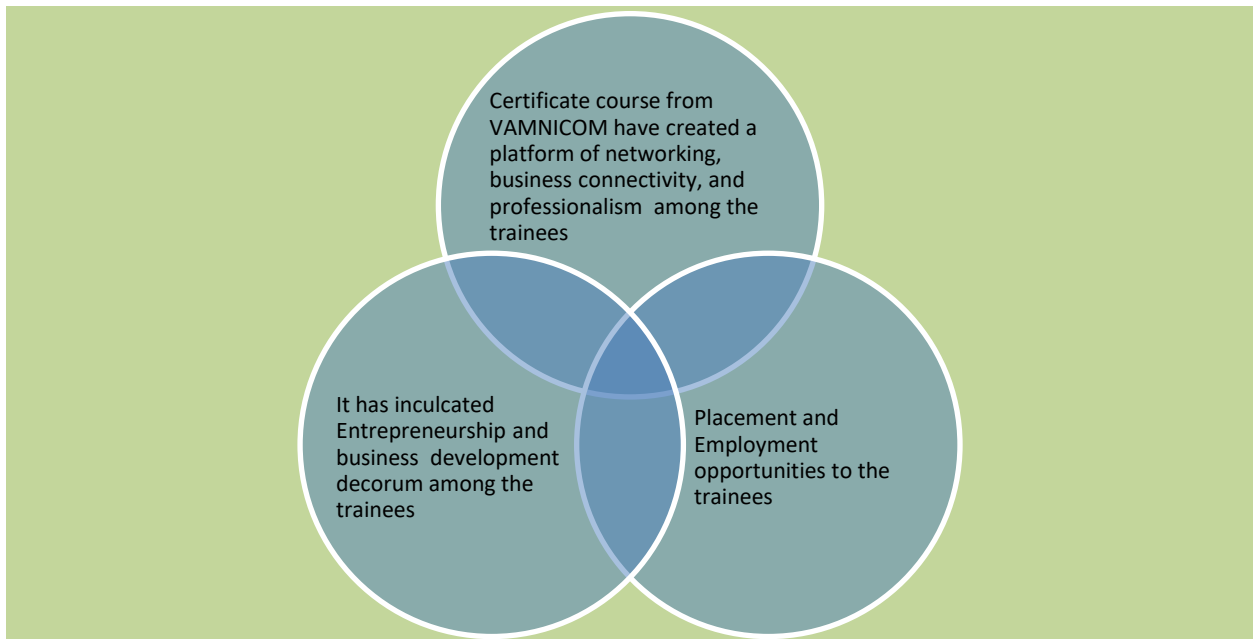 Certificate course from
VAMNICOM have created a
platform of networking,
business connectivity, and
professionalism  among the
trainees
It has inculcated
Entrepreneurship and
business  development
decorum among the
trainees
Placement and
Employment
opportunities to the
trainees